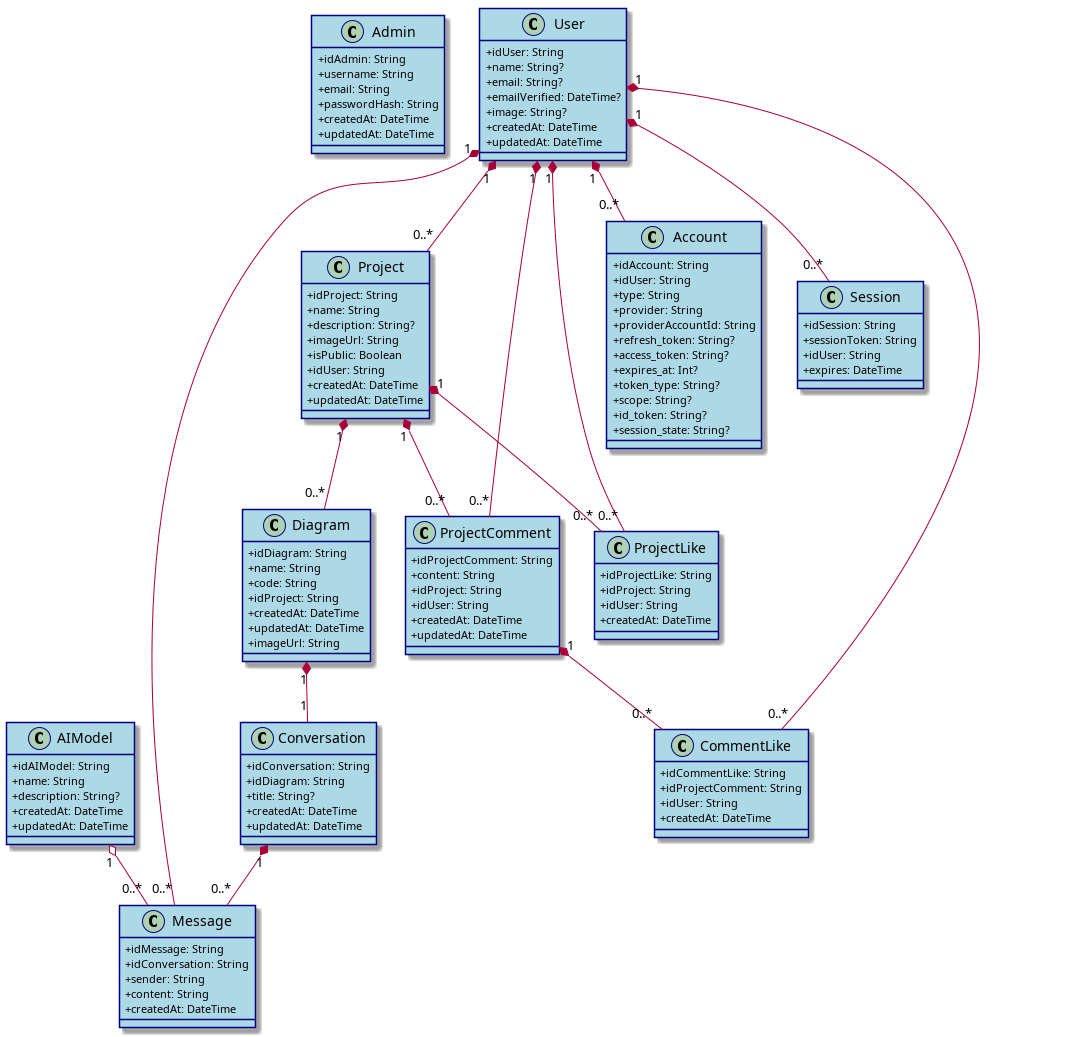 C Admin
+idAdmin: String
+username: String
+email: String
+passwordHash: String
+createdAt: DateTime
+updatedAt: DateTime
C User
+idUser: String
+name: String?
+email: String?
+emailVerified: DateTime?
+image: String?
+createdAt: DateTime
+updatedAt: DateTime
1
1
1
1
1
1
1
0..*
0..*
0..*
C Project
+idProject: String
+name: String
+description: String?
+imageUrl: String
+isPublic: Boolean
+idUser: String
+createdAt: DateTime
+updatedAt: DateTime
C Account
+idAccount: String
+idUser: String
+type: String
+provider: String
+providerAccountId: String
+refresh_token: String?
+access_token: String?
+expires_at: Int?
+token_type: String?
+scope: String?
+id_token: String?
+session_state: String?
C Session
+idSession: String
+sessionToken: String
+idUser: String
+expires: DateTime
1
1
1
0..*
0..*
0..*
0..*
0..*
C Diagram
+idDiagram: String
+name: String
+code: String
+idProject: String
+createdAt: DateTime
+updatedAt: DateTime
+imageUrl: String
C ProjectComment
+idProjectComment: String
+content: String
+idProject: String
+idUser: String
+createdAt: DateTime
+updatedAt: DateTime
C ProjectLike
+idProjectLike: String
+idProject: String
+idUser: String
+createdAt: DateTime
1
1
1
0..*
0..*
C AIModel
+idAIModel: String
+name: String
+description: String?
+createdAt: DateTime
+updatedAt: DateTime
C Conversation
+idConversation: String
+idDiagram: String
+title: String?
+createdAt: DateTime
+updatedAt: DateTime
C CommentLike
+idCommentLike: String
+idProjectComment: String
+idUser: String
+createdAt: DateTime
1
1
0..*
0..*
0..*
C Message
+idMessage: String
+idConversation: String
+sender: String
+content: String
+createdAt: DateTime